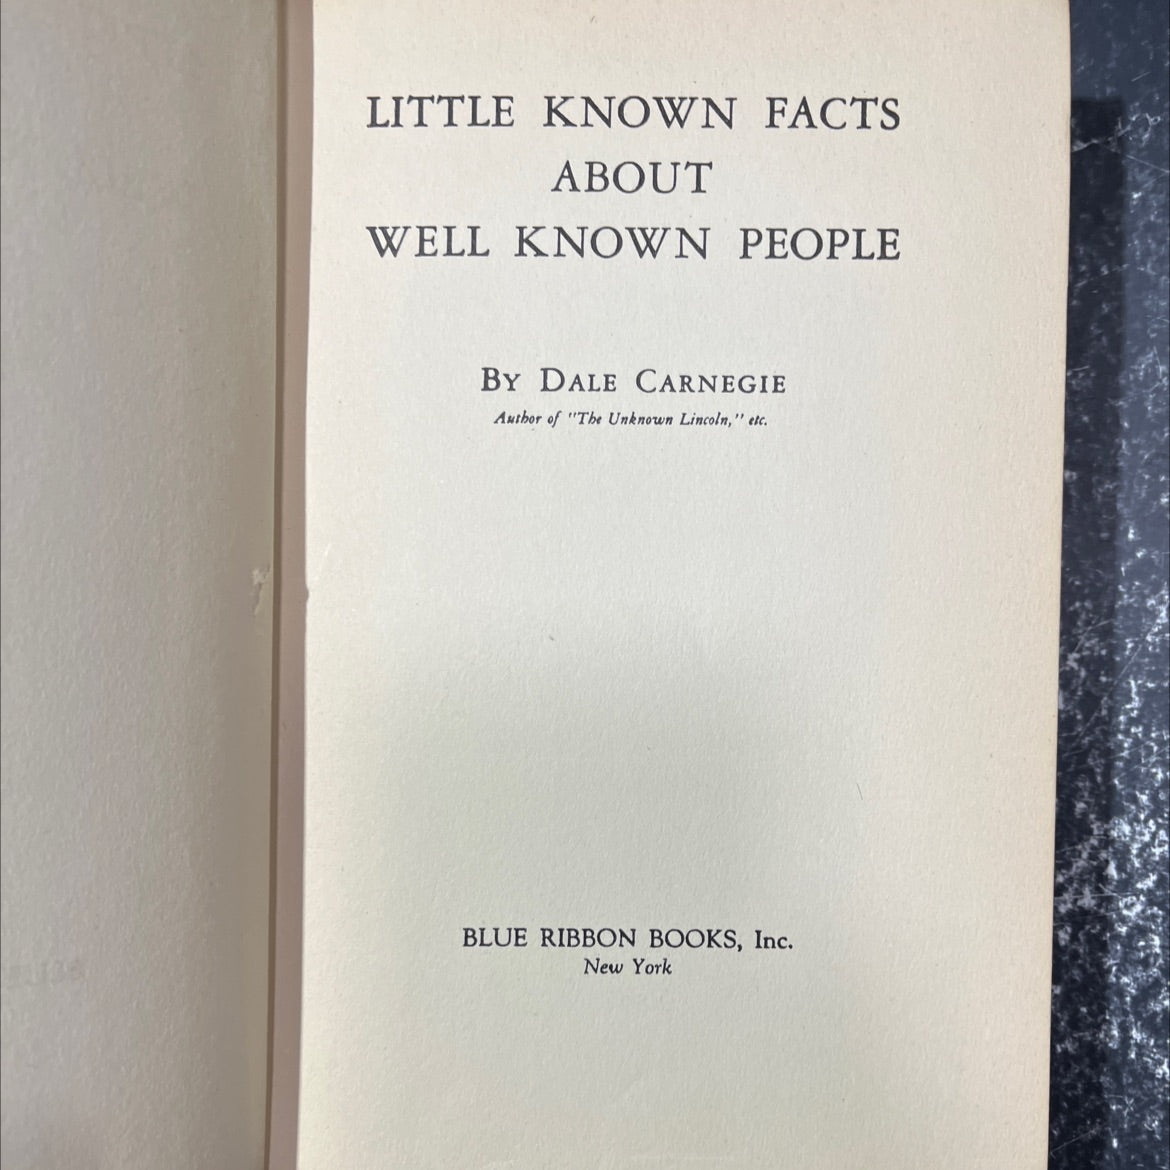 LITTLE KNOWN FACTS
ABOUT
WELL KNOWN PEOPLE
BY DALE CARNEGIE
Author of "The Unknown Lincoln," etc.
BLUE RIBBON BOOKS, Inc.
New York